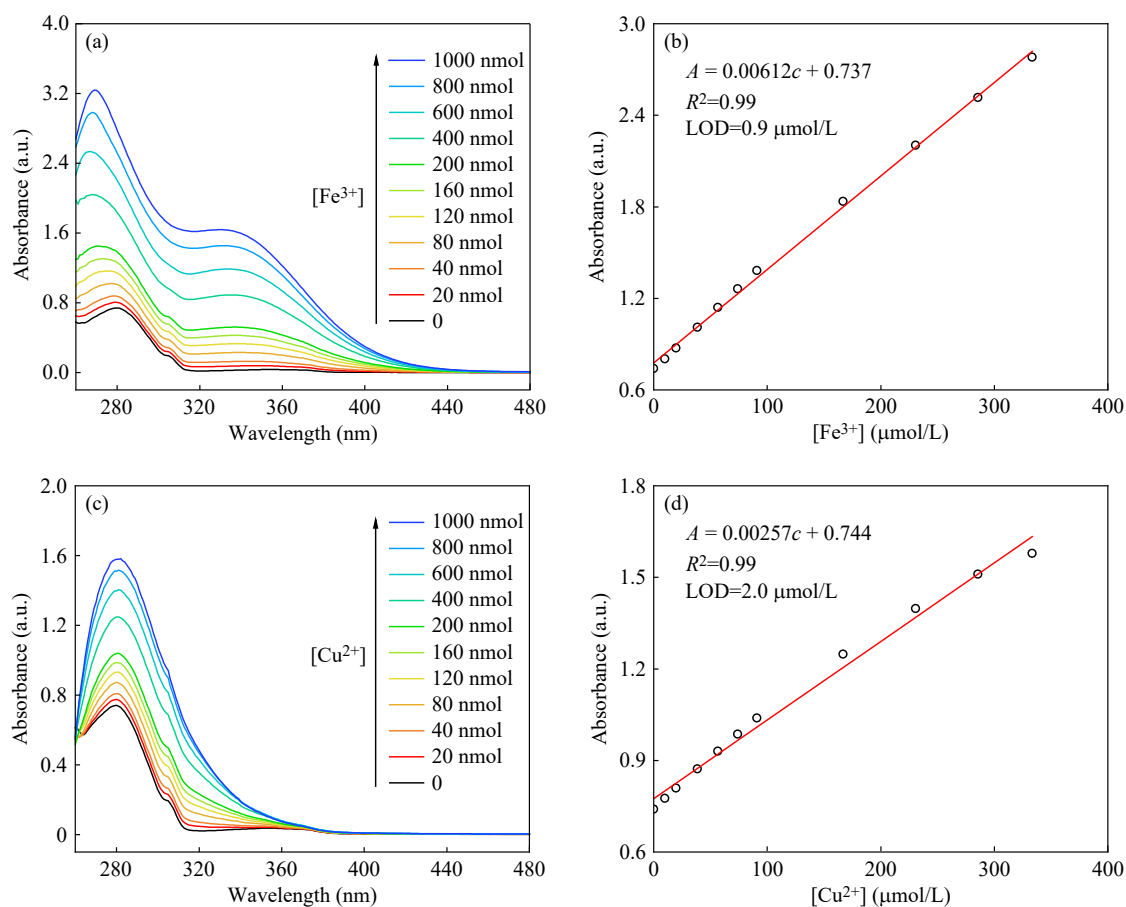 (a)
4.0
3.2
2.4
1.6
0.8
0.0
Absorbance (a.u.)
280
320
360
400
440
480
Wavelength (nm)
[Fe³⁺]
1000 nmol
800 nmol
600 nmol
400 nmol
200 nmol
160 nmol
120 nmol
80 nmol
40 nmol
20 nmol
0
(b)
3.0
2.4
1.8
1.2
0.6
Absorbance (a.u.)
A = 0.00612c + 0.737
R²=0.99
LOD=0.9 μmol/L
0
100
200
300
400
[Fe³⁺] (μmol/L)
(c)
2.0
1.6
1.2
0.8
0.4
0
Absorbance (a.u.)
280
320
360
400
440
480
Wavelength (nm)
[Cu²⁺]
1000 nmol
800 nmol
600 nmol
400 nmol
200 nmol
160 nmol
120 nmol
80 nmol
40 nmol
20 nmol
0
(d)
1.8
1.5
1.2
0.9
0.6
Absorbance (a.u.)
A = 0.00257c + 0.744
R²=0.99
LOD=2.0 μmol/L
0
100
200
300
400
[Cu²⁺] (μmol/L)